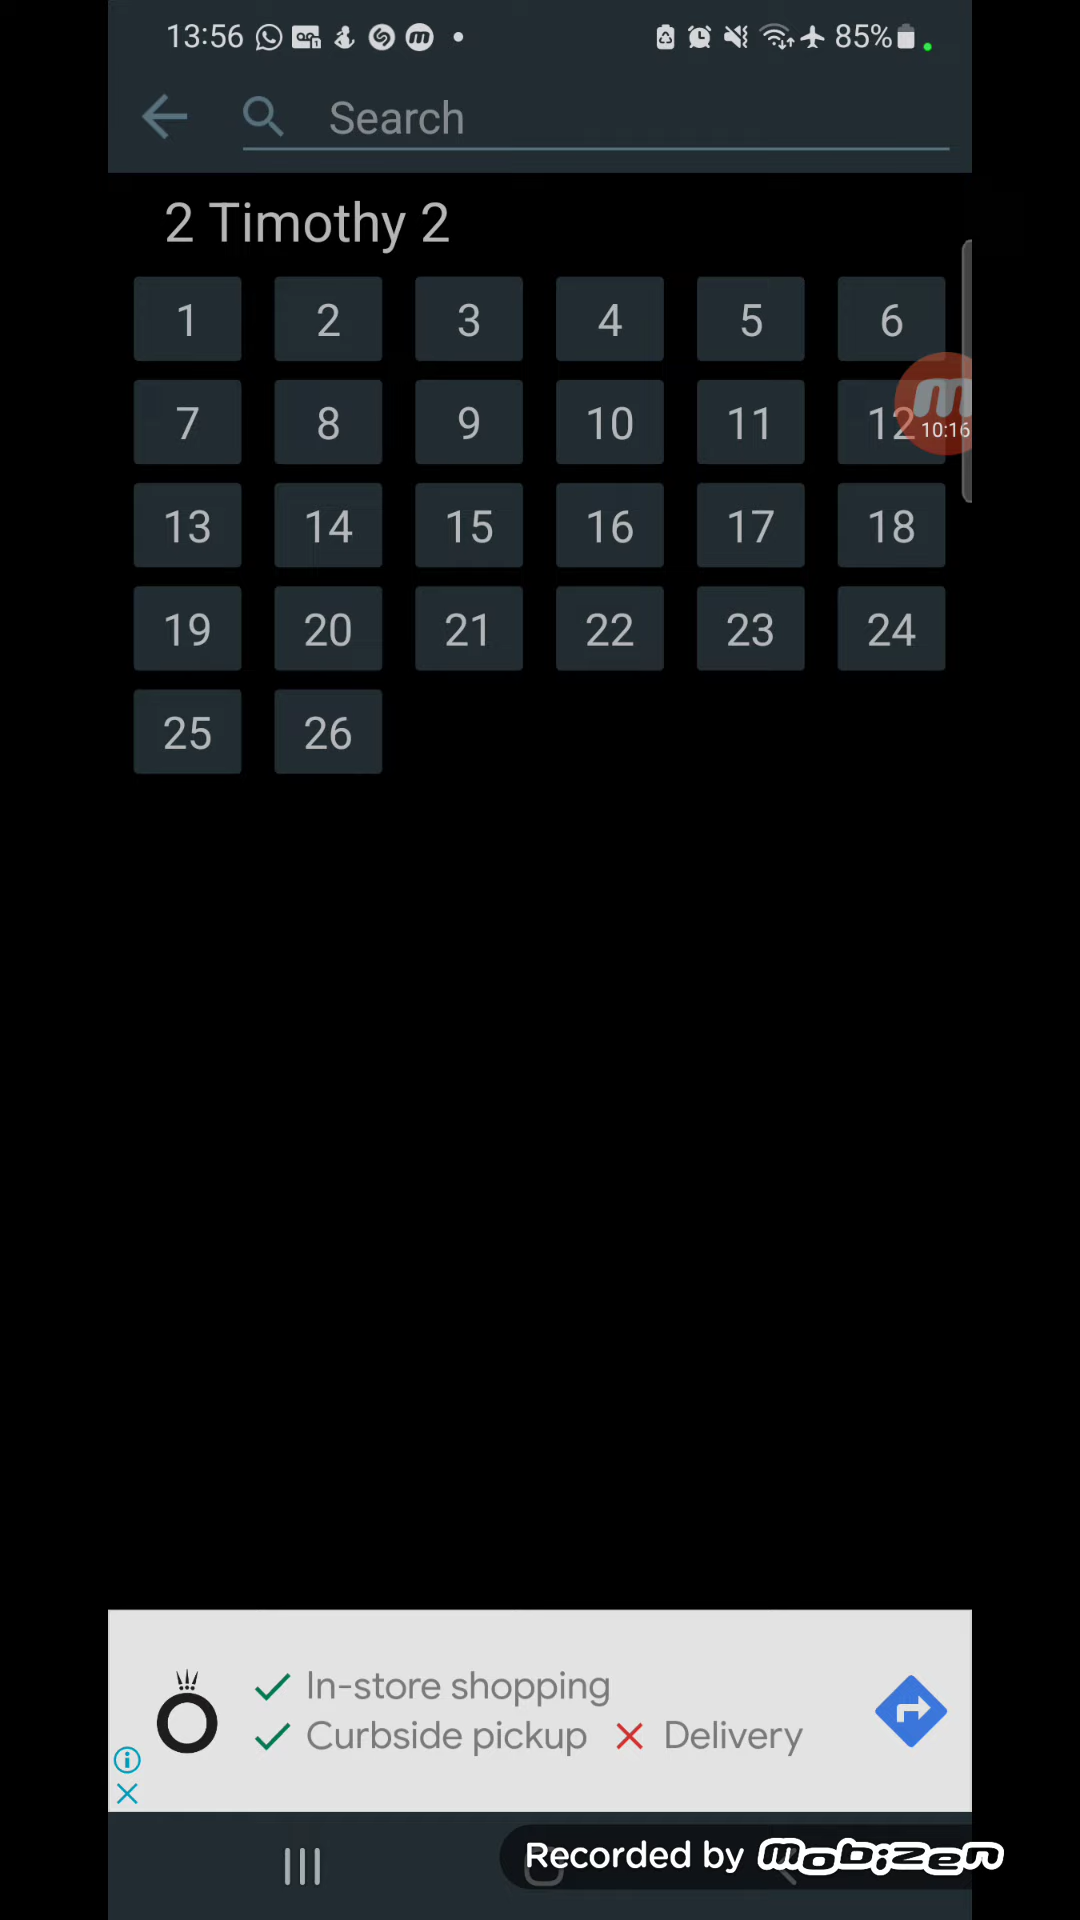 13:56 85%
Search
2 Timothy 2
1 2 3 4 5 6
7 8 9 10 11 12
10:16
13 14 15 16 17 18
19 20 21 22 23 24
25 26
In-store shopping
Curbside pickup Delivery
Recorded by mobizen